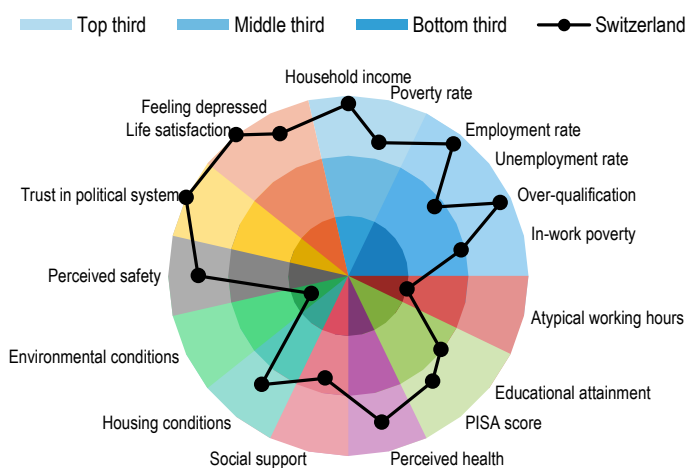 Top third Middle third Bottom third Switzerland
Household income
Poverty rate
Employment rate
Unemployment rate
Over-qualification
In-work poverty
Atypical working hours
Educational attainment
PISA score
Perceived health
Social support
Housing conditions
Environmental conditions
Perceived safety
Trust in political system
Life satisfaction
Feeling depressed